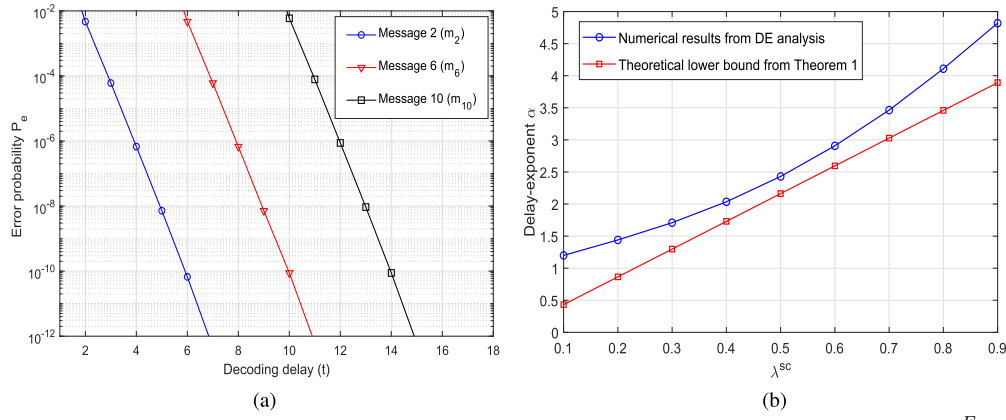 10^-2
10^-4
10^-6
10^-8
10^-10
10^-12
Error probability P_e
2 4 6 8 10 12 14 16 18
Decoding delay (t)
Message 2 (m_2)
Message 6 (m_6)
Message 10 (m_10)
(a)
5
4.5
4
3.5
3
2.5
2
1.5
1
0.5
0
Delay-exponent α
0.1 0.2 0.3 0.4 0.5 0.6 0.7 0.8 0.9
λ^sc
Numerical results from DE analysis
Theoretical lower bound from Theorem 1
(b)